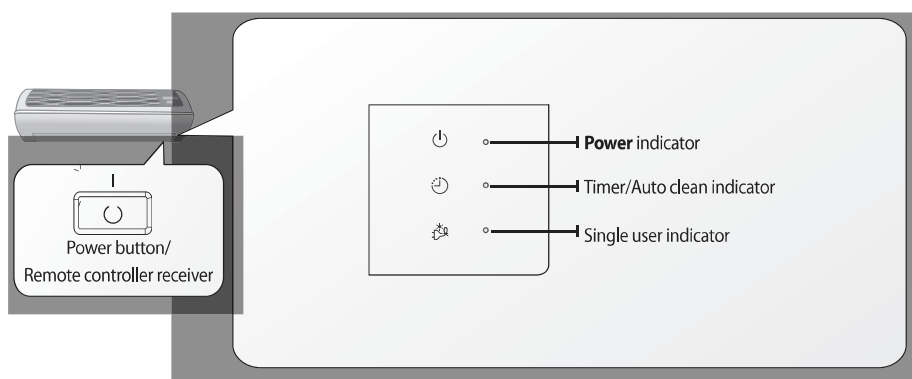 Power indicator
Timer/Auto clean indicator
Single user indicator
Power button/
Remote controller receiver